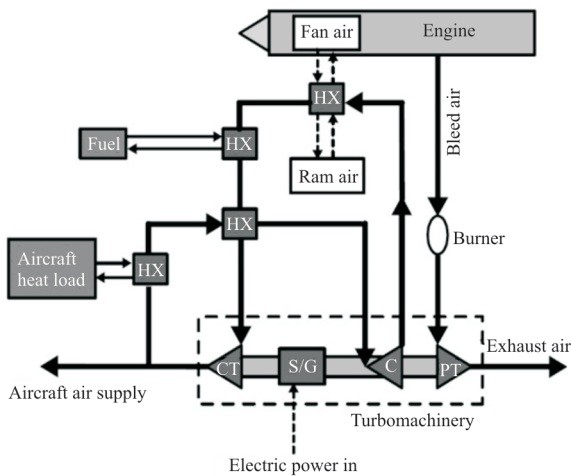 Fan air
Engine
HX
Bleed air
Fuel
HX
Ram air
HX
Burner
Aircraft
heat load
HX
CT
S/G
C
PT
Exhaust air
Aircraft air supply
Turbomachinery
Electric power in